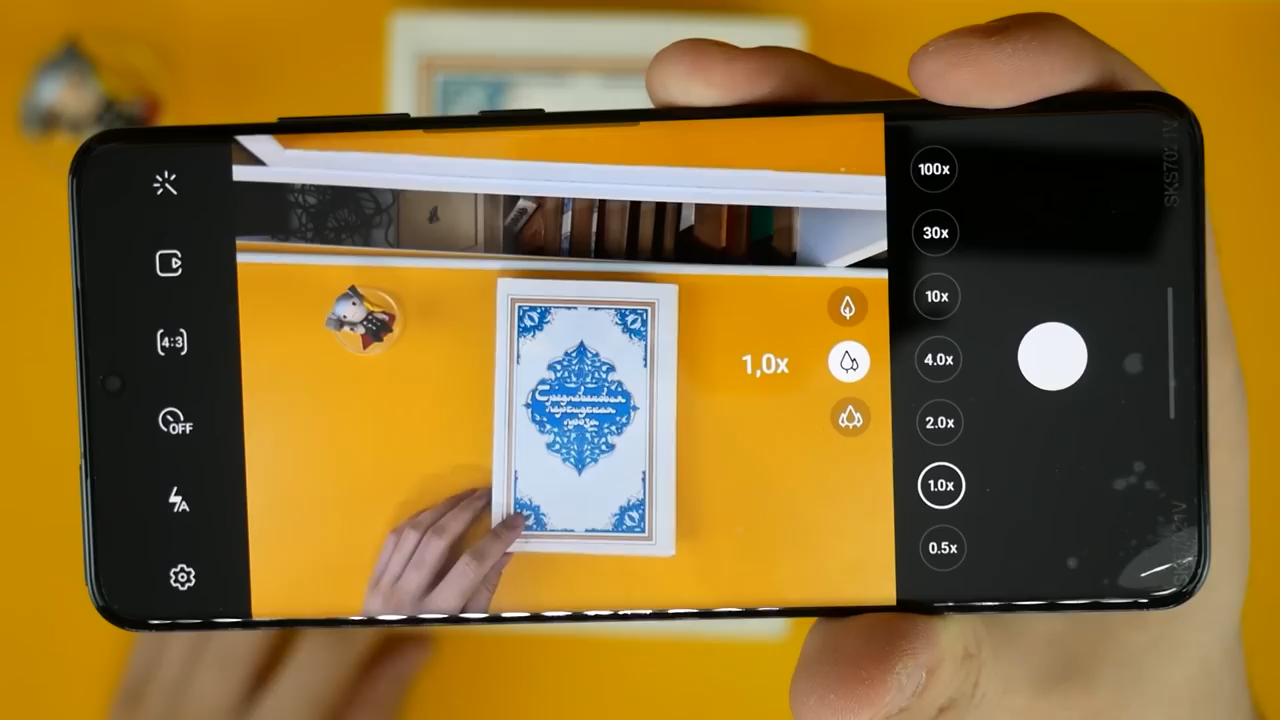 4:3
OFF
A
1,0x
Средневековая
персидская
проза
100x
30x
10x
4.0x
2.0x
1.0x
0.5x